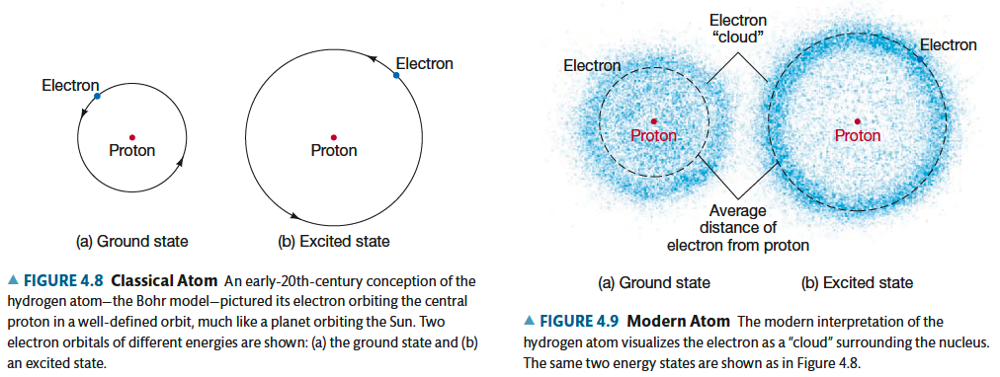 Electron
Proton
(a) Ground state
Electron
Proton
(b) Excited state
▲ FIGURE 4.8 Classical Atom An early-20th-century conception of the
hydrogen atom—the Bohr model—pictured its electron orbiting the central
proton in a well-defined orbit, much like a planet orbiting the Sun. Two
electron orbitals of different energies are shown: (a) the ground state and (b)
an excited state.
Electron
"cloud"
Electron
Proton
Electron
Proton
Average
distance of
electron from proton
(a) Ground state
(b) Excited state
▲ FIGURE 4.9 Modern Atom The modern interpretation of the
hydrogen atom visualizes the electron as a "cloud" surrounding the nucleus.
The same two energy states are shown as in Figure 4.8.